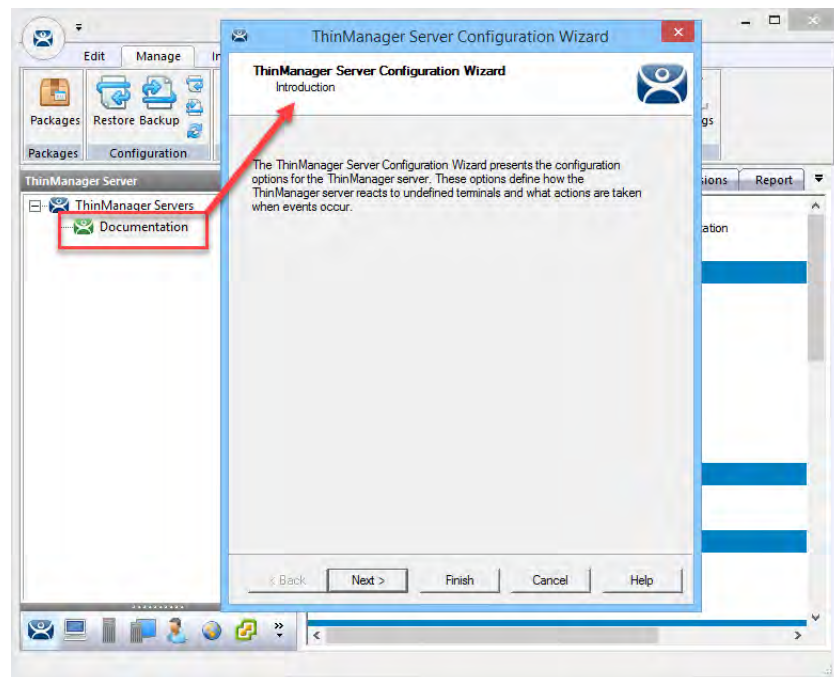 ThinManager Server Configuration Wizard
Edit Manage
Packages Restore Backup
Packages Configuration
ThinManager Server
ThinManager Servers
Documentation
ThinManager Server Configuration Wizard
Introduction
The ThinManager Server Configuration Wizard presents the configuration
options for the ThinManager server. These options define how the
ThinManager server reacts to undefined terminals and what actions are taken
when events occur.
< Back Next > Finish Cancel Help
Report